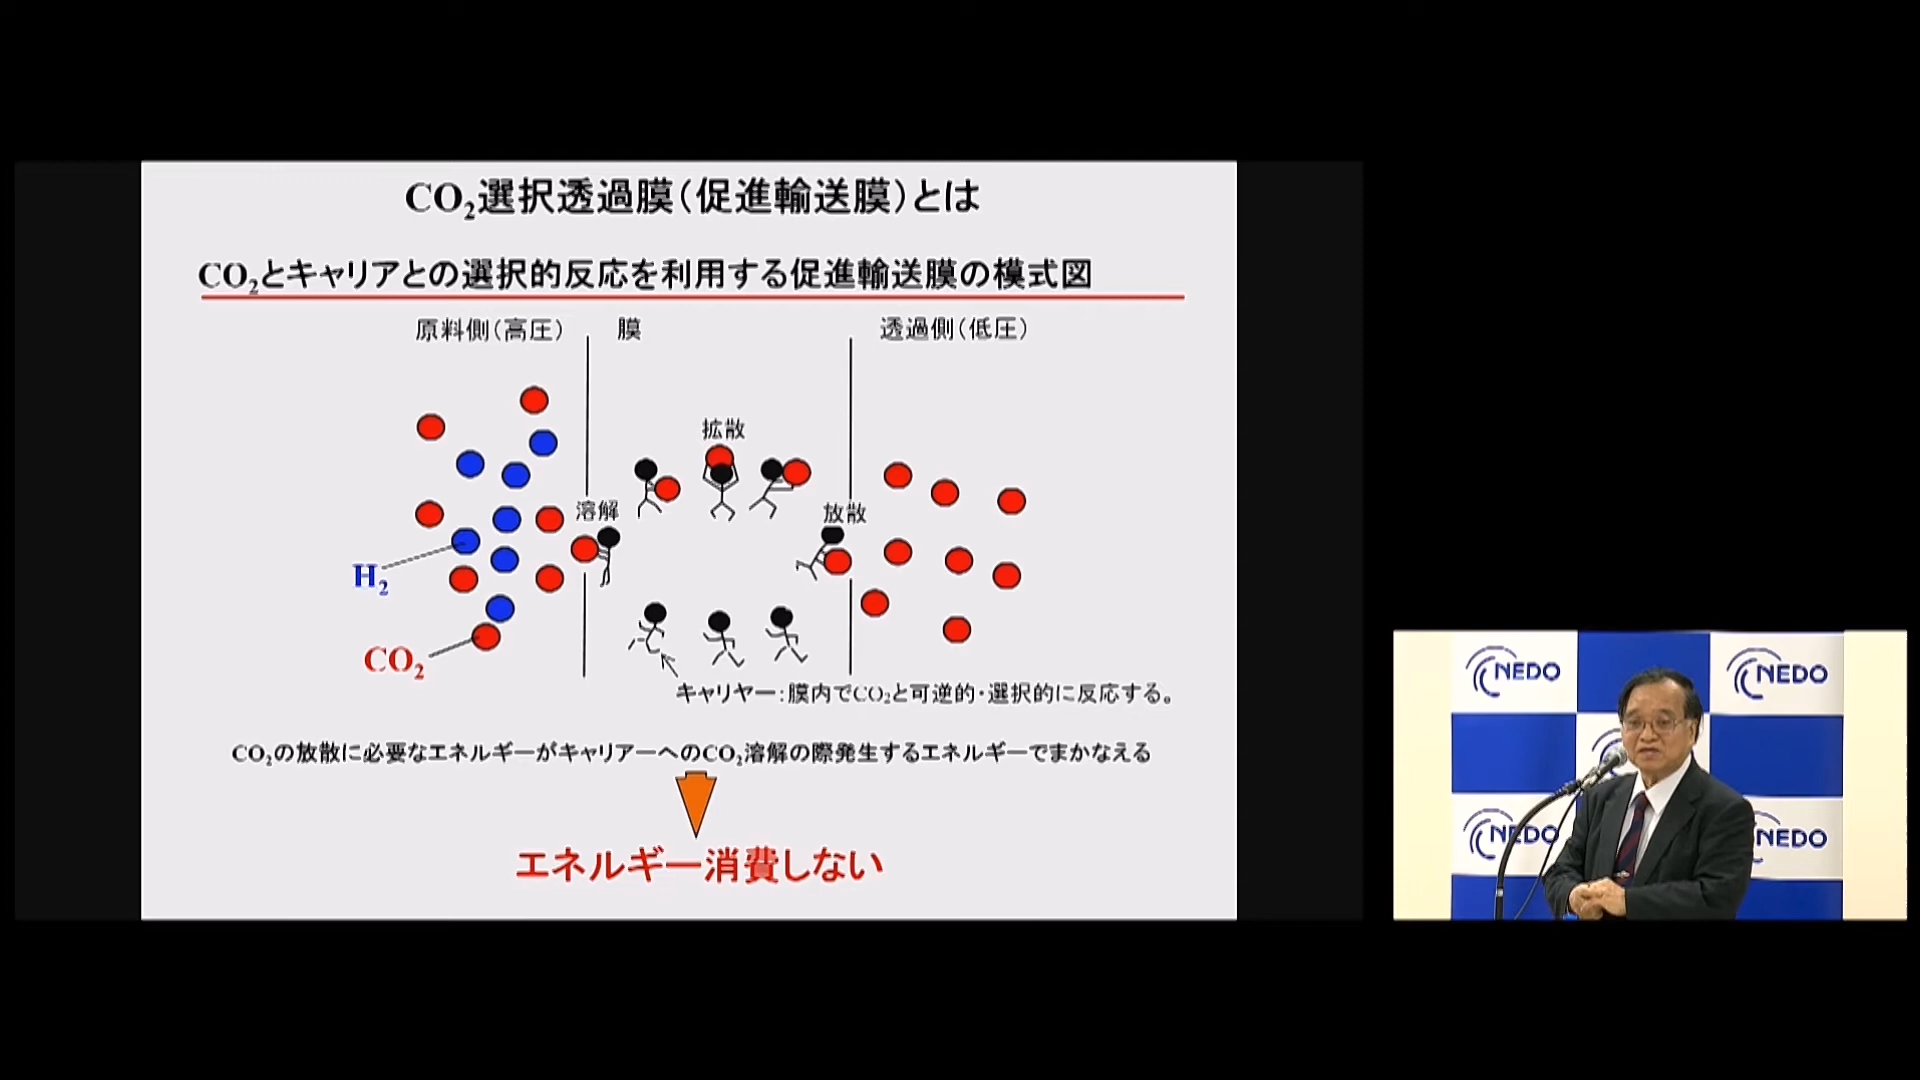 CO₂選択透過膜（促進輸送膜）とは
CO₂とキャリアとの選択的反応を利用する促進輸送膜の模式図
原料側（高圧）
膜
透過側（低圧）
拡散
溶解
放散
H₂
CO₂
キャリヤー：膜内でCO₂と可逆的・選択的に反応する。
CO₂の放散に必要なエネルギーがキャリアーへのCO₂溶解の際発生するエネルギーでまかなえる
エネルギー消費しない
NEDO
NEDO
NEDO
NEDO